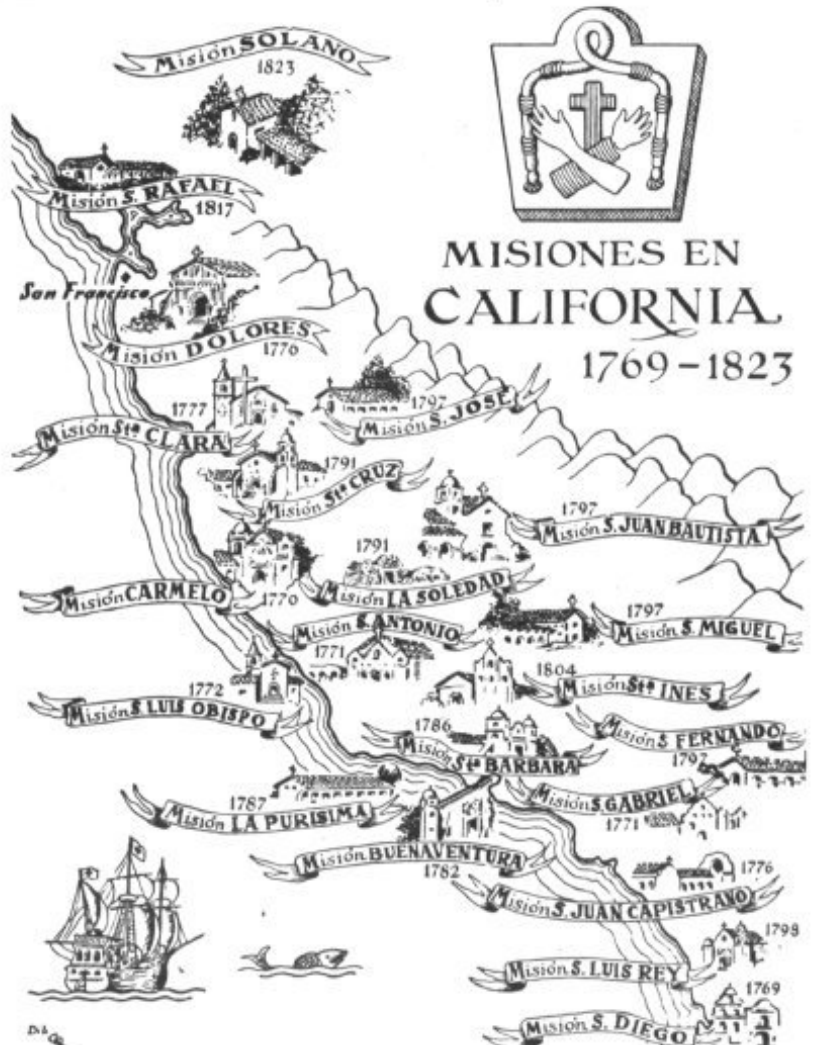 Misión SOLANO
1823
Misión S. RAFAEL
1817
MISIONES EN
CALIFORNIA
1769-1823
San Francisco
Misión DOLORES
1776
1777
Misión Sta CLARA
1797
Misión S. JOSE
1791
Misión Sta CRUZ
1797
Misión S. JUAN BAUTISTA
Misión CARMELO
1770
1791
Misión LA SOLEDAD
Misión S. ANTONIO
1771
1797
Misión S. MIGUEL
1772
Misión S. LUIS OBISPO
1804
Misión Sta INES
1786
Misión Sta BARBARA
Misión S. FERNANDO
1797
1787
Misión LA PURISIMA
Misión S. GABRIEL
1771
Misión BUENAVENTURA
1782
1776
Misión S. JUAN CAPISTRANO
1798
Misión S. LUIS REY
1769
Misión S. DIEGO